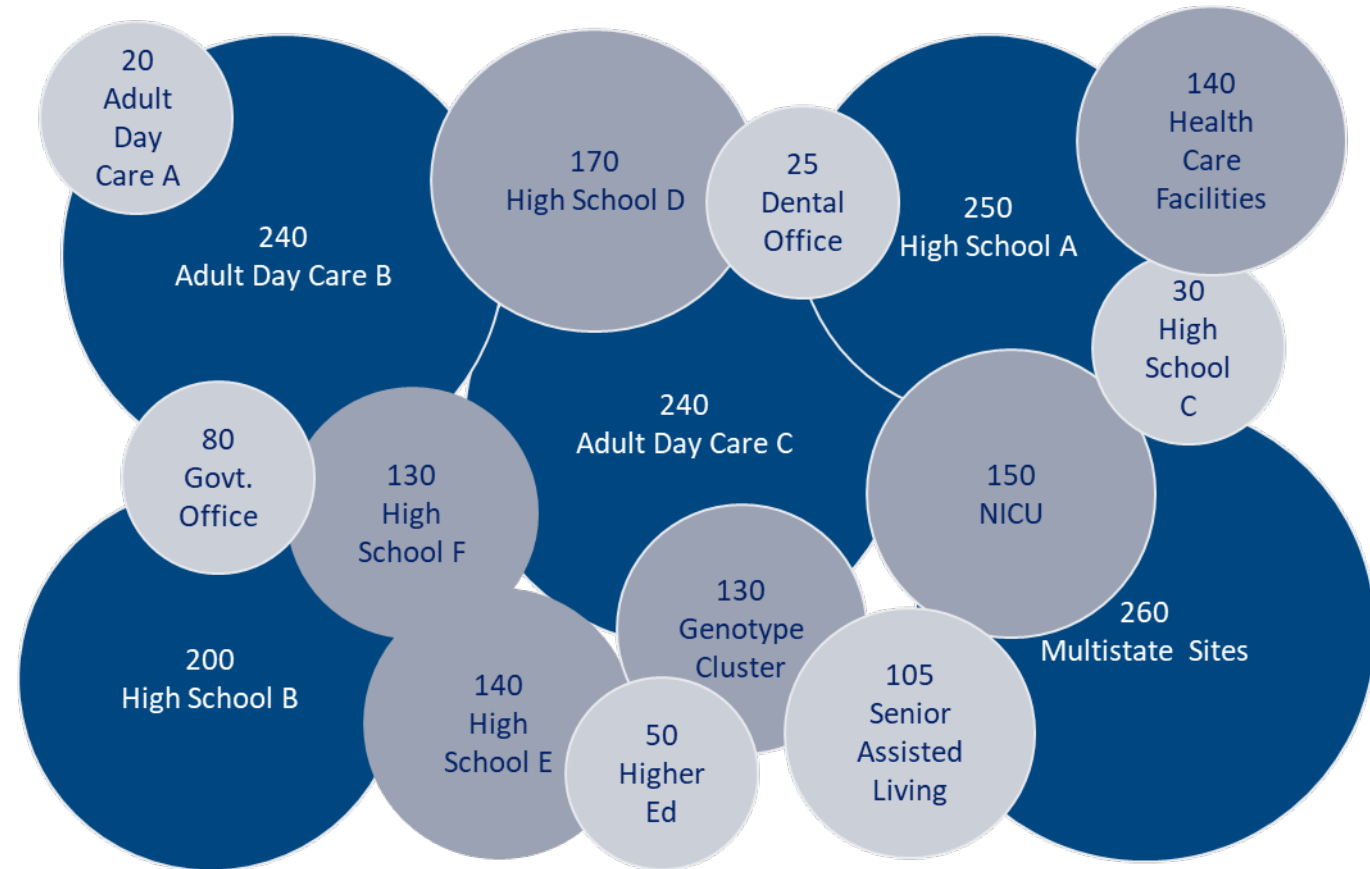 20
Adult
Day
Care A
240
Adult Day Care B
170
High School D
25
Dental
Office
250
High School A
140
Health
Care
Facilities
30
High
School
C
240
Adult Day Care C
80
Govt.
Office
130
High
School F
150
NICU
200
High School B
140
High
School E
130
Genotype
Cluster
50
Higher
Ed
105
Senior
Assisted
Living
260
Multistate Sites